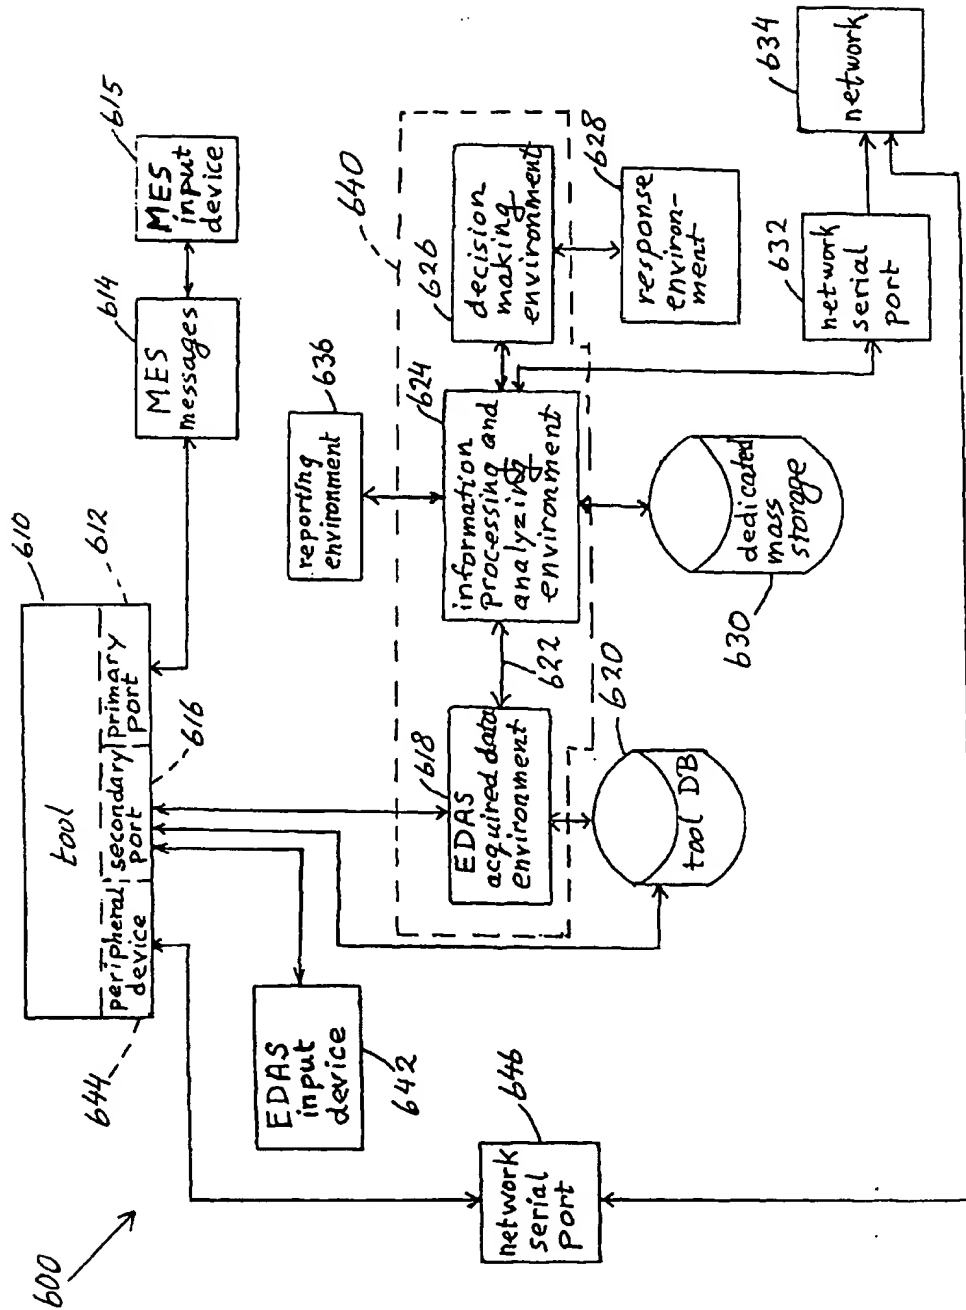 600
644
610
tool
peripheral
device
secondary
port
primary
port
612
616
614
MES
messages
615
MES
input
device
EDAS
input
device
642
636
reporting
environment
640
618
EDAS
acquired data
environment
622
624
information
processing and
analyzing
environment
626
decision
making
environment
628
response
environ-
ment
620
tool DB
630
dedicated
mass
storage
646
network
serial
port
632
network
serial
port
634
network